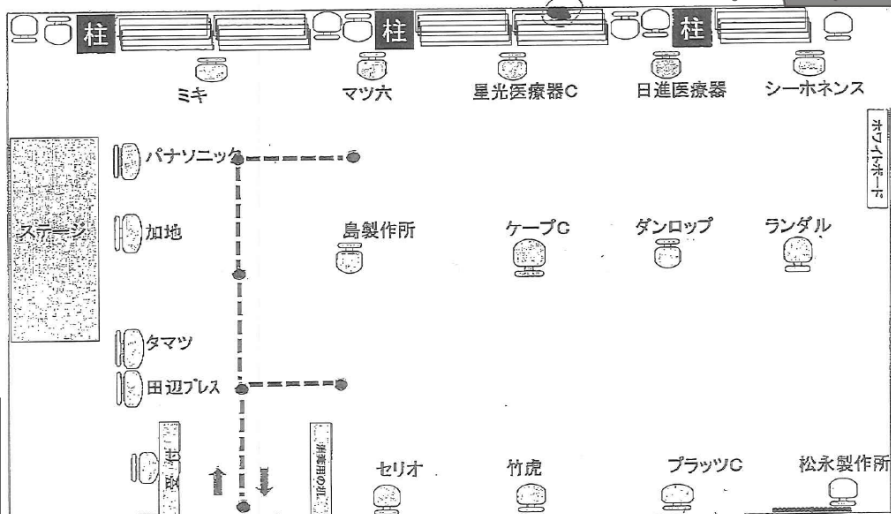 柱
柱
柱
ミキ
マツ六
星光医療器C
日進医療器
シーホネンス
ホワイトボード
パナソニック
ステージ
加地
島製作所
ケープC
ダンロップ
ランダル
タマツ
田辺プレス
受付
セリオ
竹虎
プラッツC
松永製作所